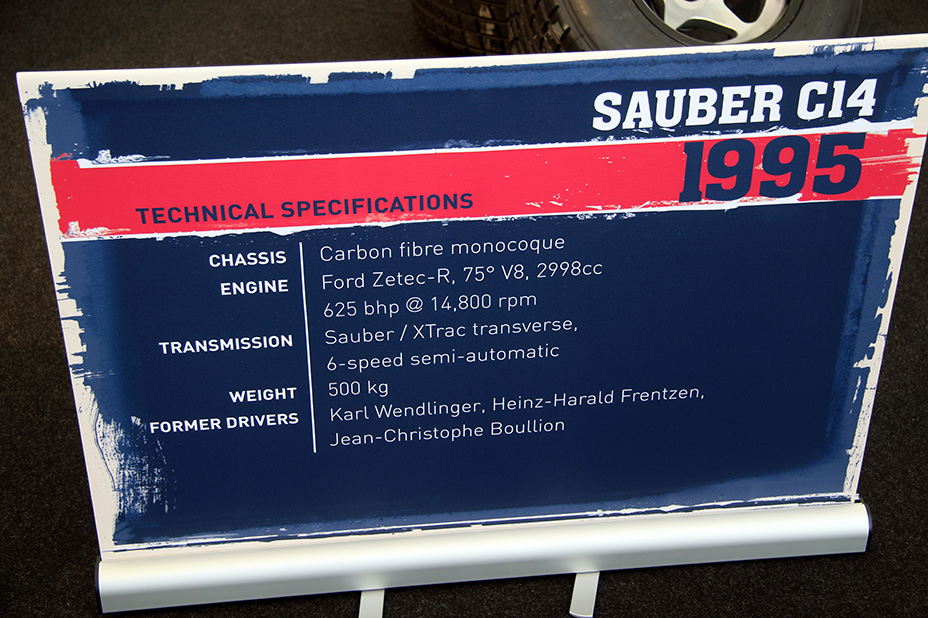 SAUBER C14
1995
TECHNICAL SPECIFICATIONS
CHASSIS Carbon fibre monocoque
ENGINE Ford Zetec-R, 75° V8, 2998cc
625 bhp @ 14,800 rpm
TRANSMISSION Sauber / XTrac transverse,
6-speed semi-automatic
WEIGHT 500 kg
FORMER DRIVERS Karl Wendlinger, Heinz-Harald Frentzen,
Jean-Christophe Boullion